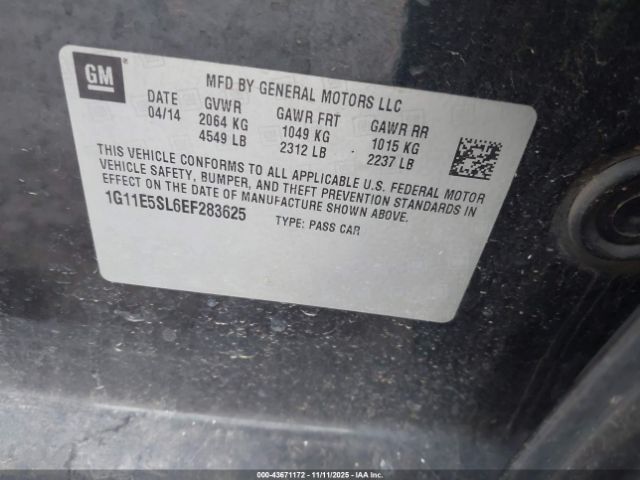 GM
MFD BY GENERAL MOTORS LLC
DATE GVWR GAWR FRT GAWR RR
04/14 2064 KG 1049 KG 1015 KG
4549 LB 2312 LB 2237 LB
THIS VEHICLE CONFORMS TO ALL APPLICABLE U.S. FEDERAL MOTOR
VEHICLE SAFETY, BUMPER, AND THEFT PREVENTION STANDARDS IN
EFFECT ON THE DATE OF MANUFACTURE SHOWN ABOVE.
1G11E5SL6EF283625 TYPE: PASS CAR
000-43671172 - 11/11/2025 - IAA Inc.